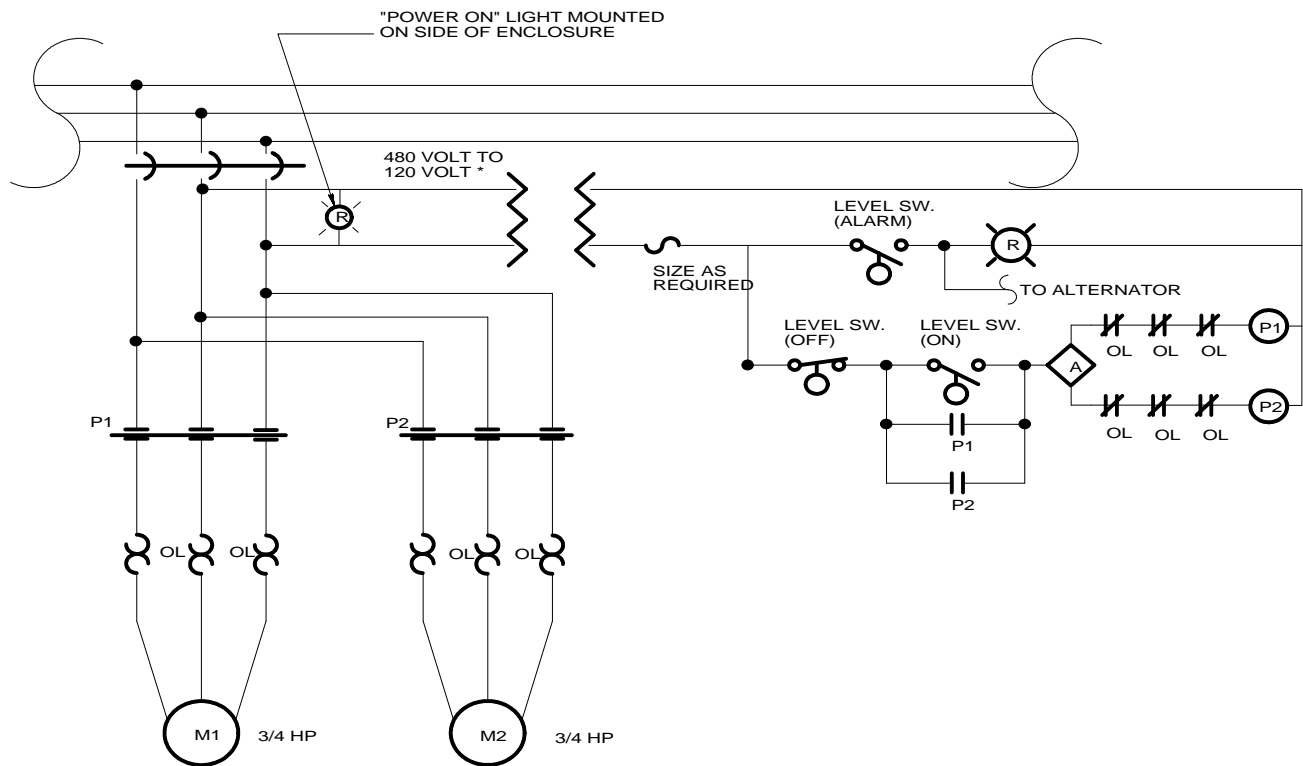 "POWER ON" LIGHT MOUNTED
ON SIDE OF ENCLOSURE
480 VOLT TO
120 VOLT *
R
LEVEL SW.
(ALARM)
R
SIZE AS
REQUIRED
TO ALTERNATOR
LEVEL SW.
(OFF)
LEVEL SW.
(ON)
A
OL
OL
OL
P1
OL
OL
OL
P2
P1
P2
P1
P2
OL
OL
OL
OL
M1
3/4 HP
M2
3/4 HP